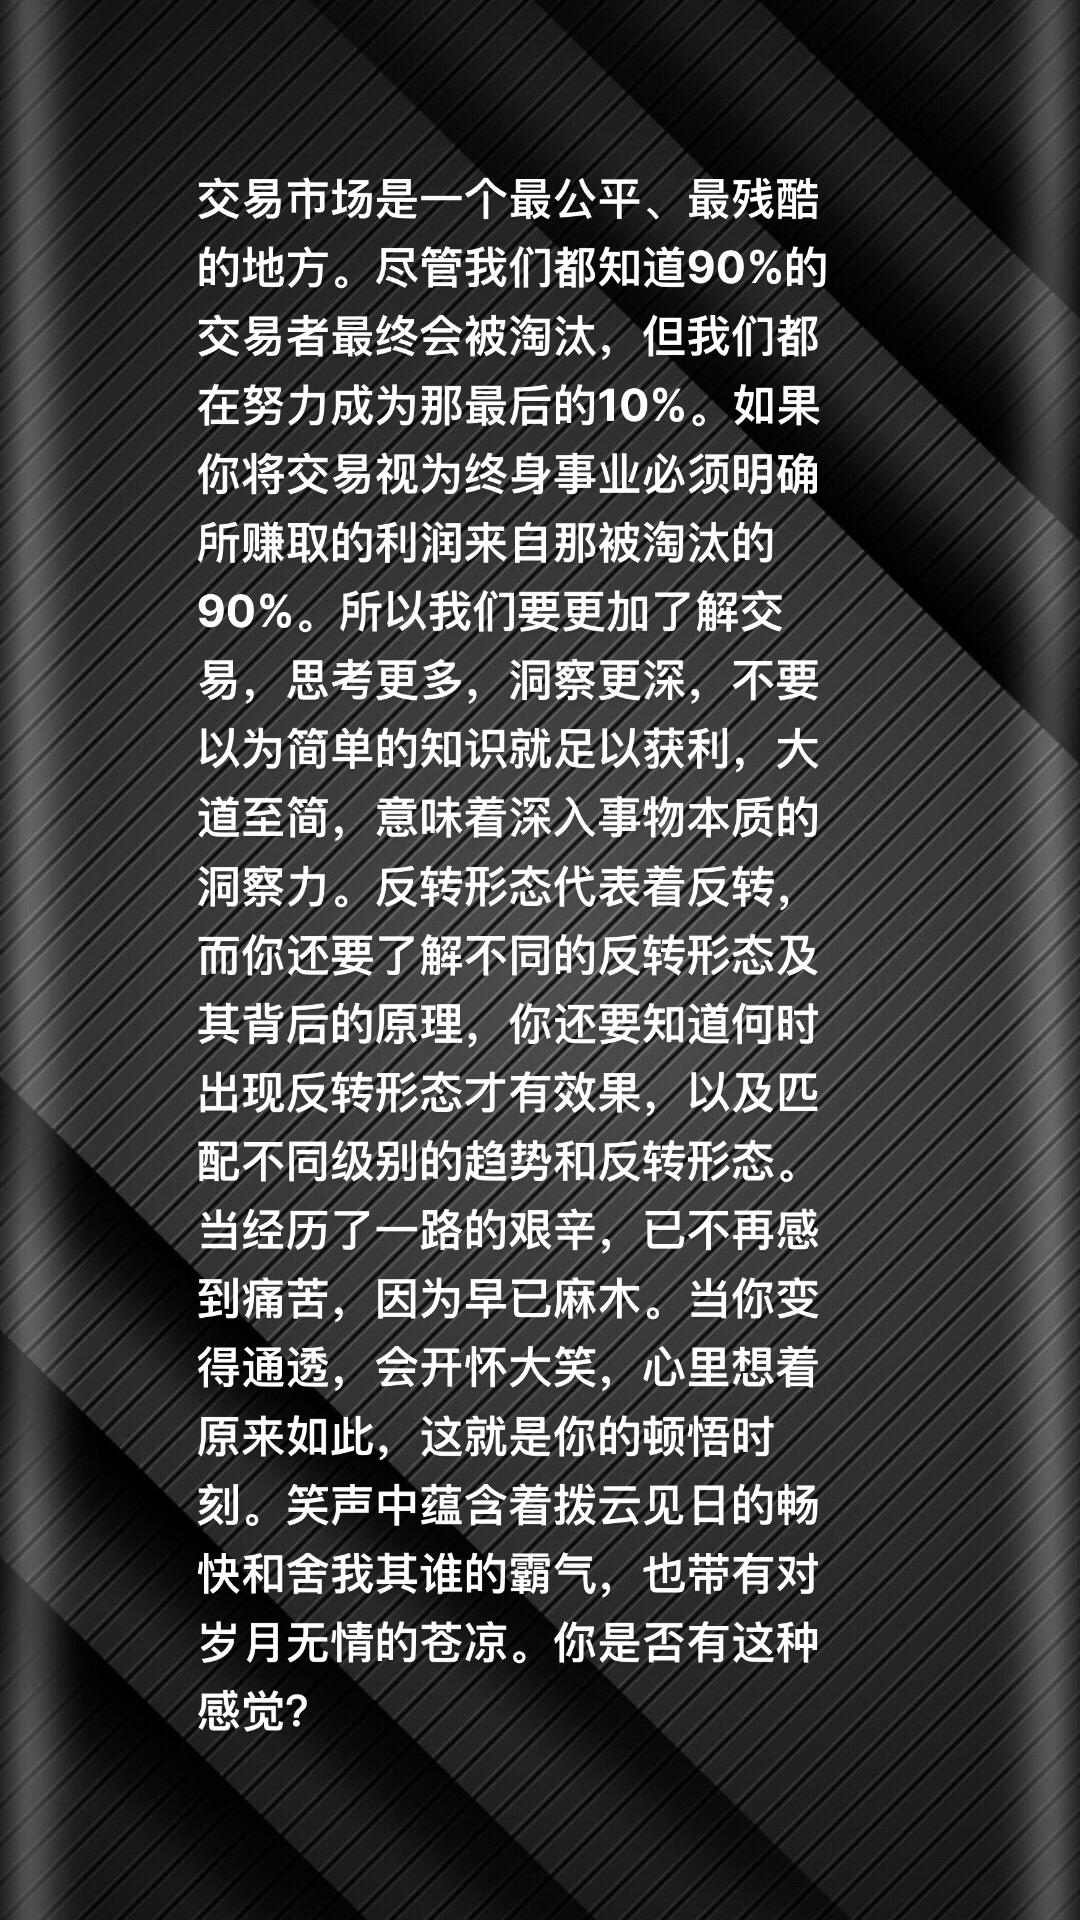 交易市场是一个最公平、最残酷
的地方。尽管我们都知道90%的
交易者最终会被淘汰，但我们都
在努力成为那最后的10%。如果
你将交易视为终身事业必须明确
所赚取的利润来自那被淘汰的
90%。所以我们要更加了解交
易，思考更多，洞察更深，不要
以为简单的知识就足以获利，大
道至简，意味着深入事物本质的
洞察力。反转形态代表着反转，
而你还要了解不同的反转形态及
其背后的原理，你还要知道何时
出现反转形态才有效果，以及匹
配不同级别的趋势和反转形态。
当经历了一路的艰辛，已不再感
到痛苦，因为早已麻木。当你变
得通透，会开怀大笑，心里想着
原来如此，这就是你的顿悟时
刻。笑声中蕴含着拨云见日的畅
快和舍我其谁的霸气，也带有对
岁月无情的苍凉。你是否有这种
感觉？